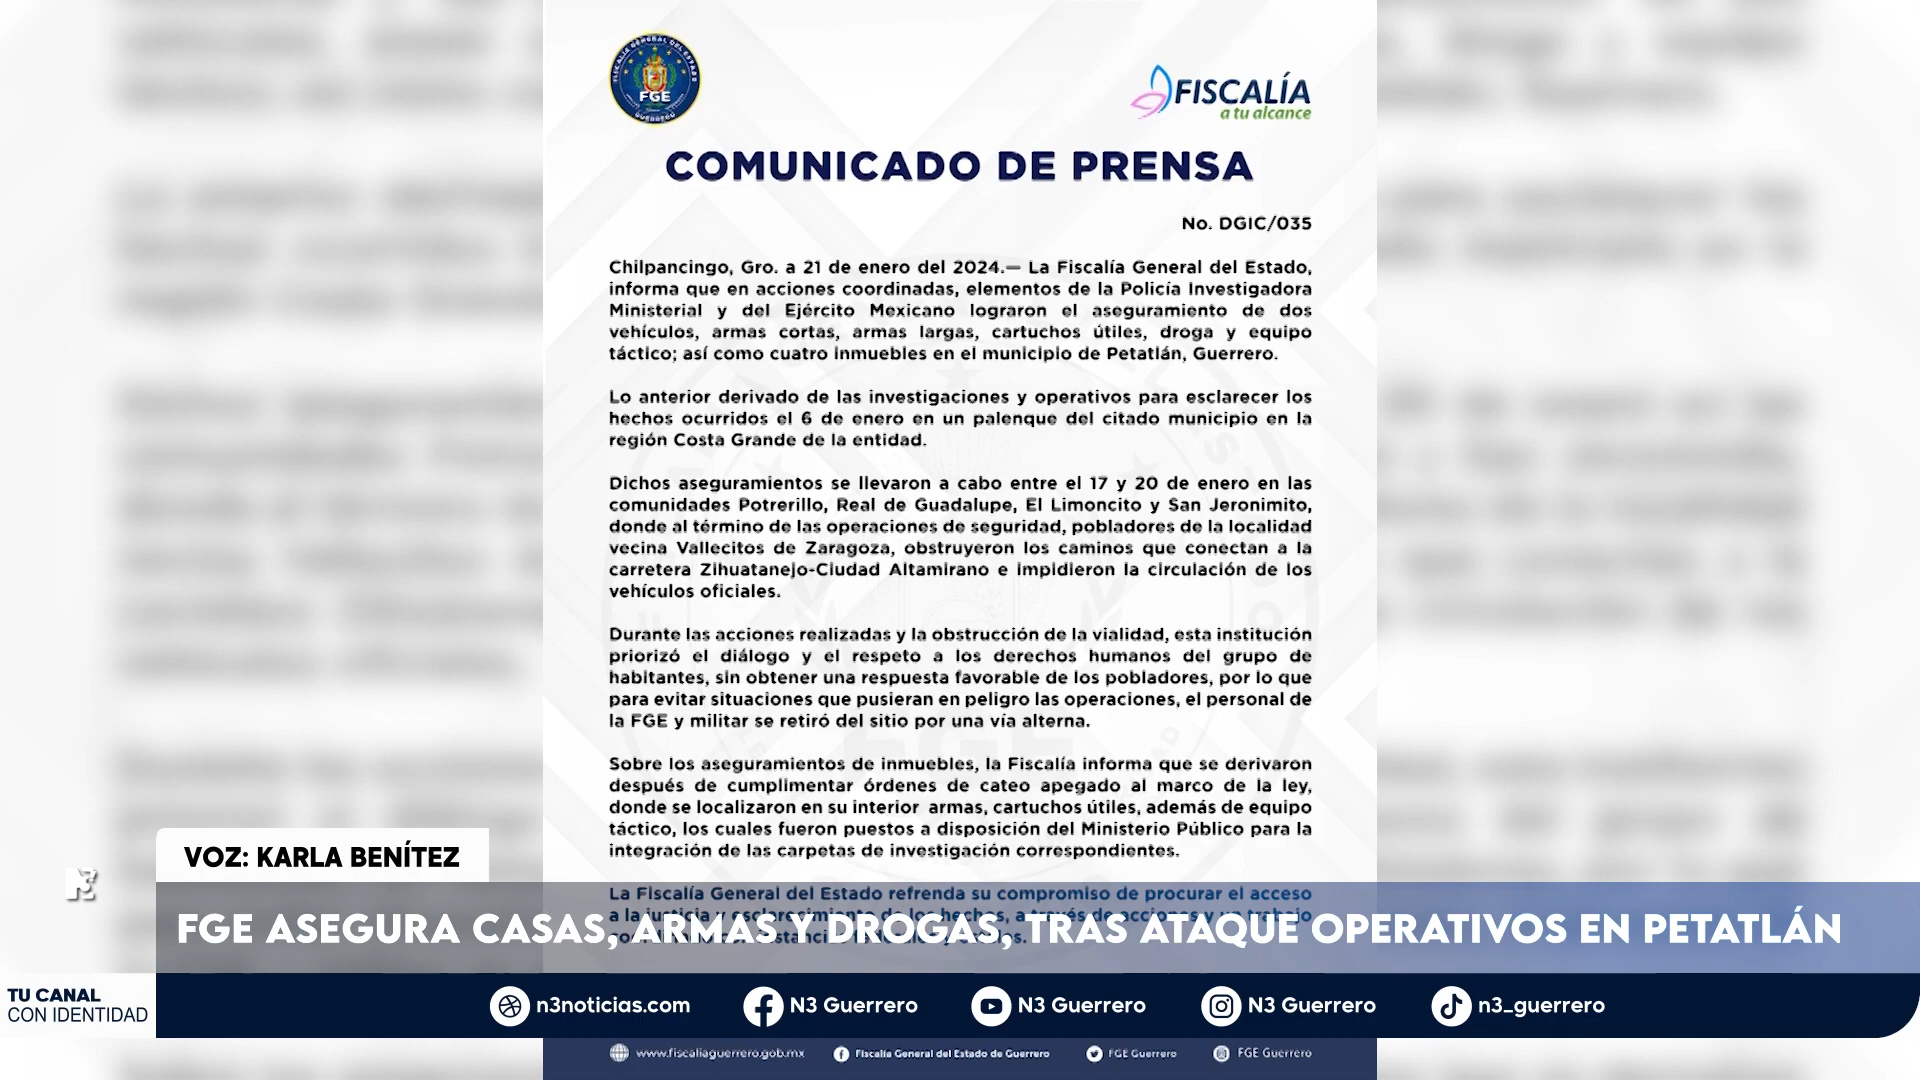 FISCALÍA GENERAL DEL ESTADO
FGE
GUERRERO
FISCALÍA
a tu alcance
COMUNICADO DE PRENSA
No. DGIC/035
Chilpancingo, Gro. a 21 de enero del 2024.— La Fiscalía General del Estado,
informa que en acciones coordinadas, elementos de la Policía Investigadora
Ministerial y del Ejército Mexicano lograron el aseguramiento de dos
vehículos, armas cortas, armas largas, cartuchos útiles, droga y equipo
táctico; así como cuatro inmuebles en el municipio de Petatlán, Guerrero.
Lo anterior derivado de las investigaciones y operativos para esclarecer los
hechos ocurridos el 6 de enero en un palenque del citado municipio en la
región Costa Grande de la entidad.
Dichos aseguramientos se llevaron a cabo entre el 17 y 20 de enero en las
comunidades Potrerillo, Real de Guadalupe, El Limoncito y San Jeronimito,
donde al término de las operaciones de seguridad, pobladores de la localidad
vecina Vallecitos de Zaragoza, obstruyeron los caminos que conectan a la
carretera Zihuatanejo-Ciudad Altamirano e impidieron la circulación de los
vehículos oficiales.
Durante las acciones realizadas y la obstrucción de la vialidad, esta institución
priorizó el diálogo y el respeto a los derechos humanos del grupo de
habitantes, sin obtener una respuesta favorable de los pobladores, por lo que
para evitar situaciones que pusieran en peligro las operaciones, el personal de
la FGE y militar se retiró del sitio por una vía alterna.
Sobre los aseguramientos de inmuebles, la Fiscalía informa que se derivaron
después de cumplimentar órdenes de cateo apegado al marco de la ley,
donde se localizaron en su interior armas, cartuchos útiles, además de equipo
táctico, los cuales fueron puestos a disposición del Ministerio Público para la
integración de las carpetas de investigación correspondientes.
La Fiscalía General del Estado refrenda su compromiso de procurar el acceso
a la justicia y esclarecimiento de los hechos, a través de acciones y un trabajo
VOZ: KARLA BENÍTEZ
FGE ASEGURA CASAS, ARMAS Y DROGAS, TRAS ATAQUE OPERATIVOS EN PETATLÁN
TU CANAL
CON IDENTIDAD
n3noticias.com N3 Guerrero N3 Guerrero N3 Guerrero n3_guerrero
www.fiscaliaguerrero.gob.mx Fiscalía General del Estado de Guerrero FGE Guerrero FGE Guerrero